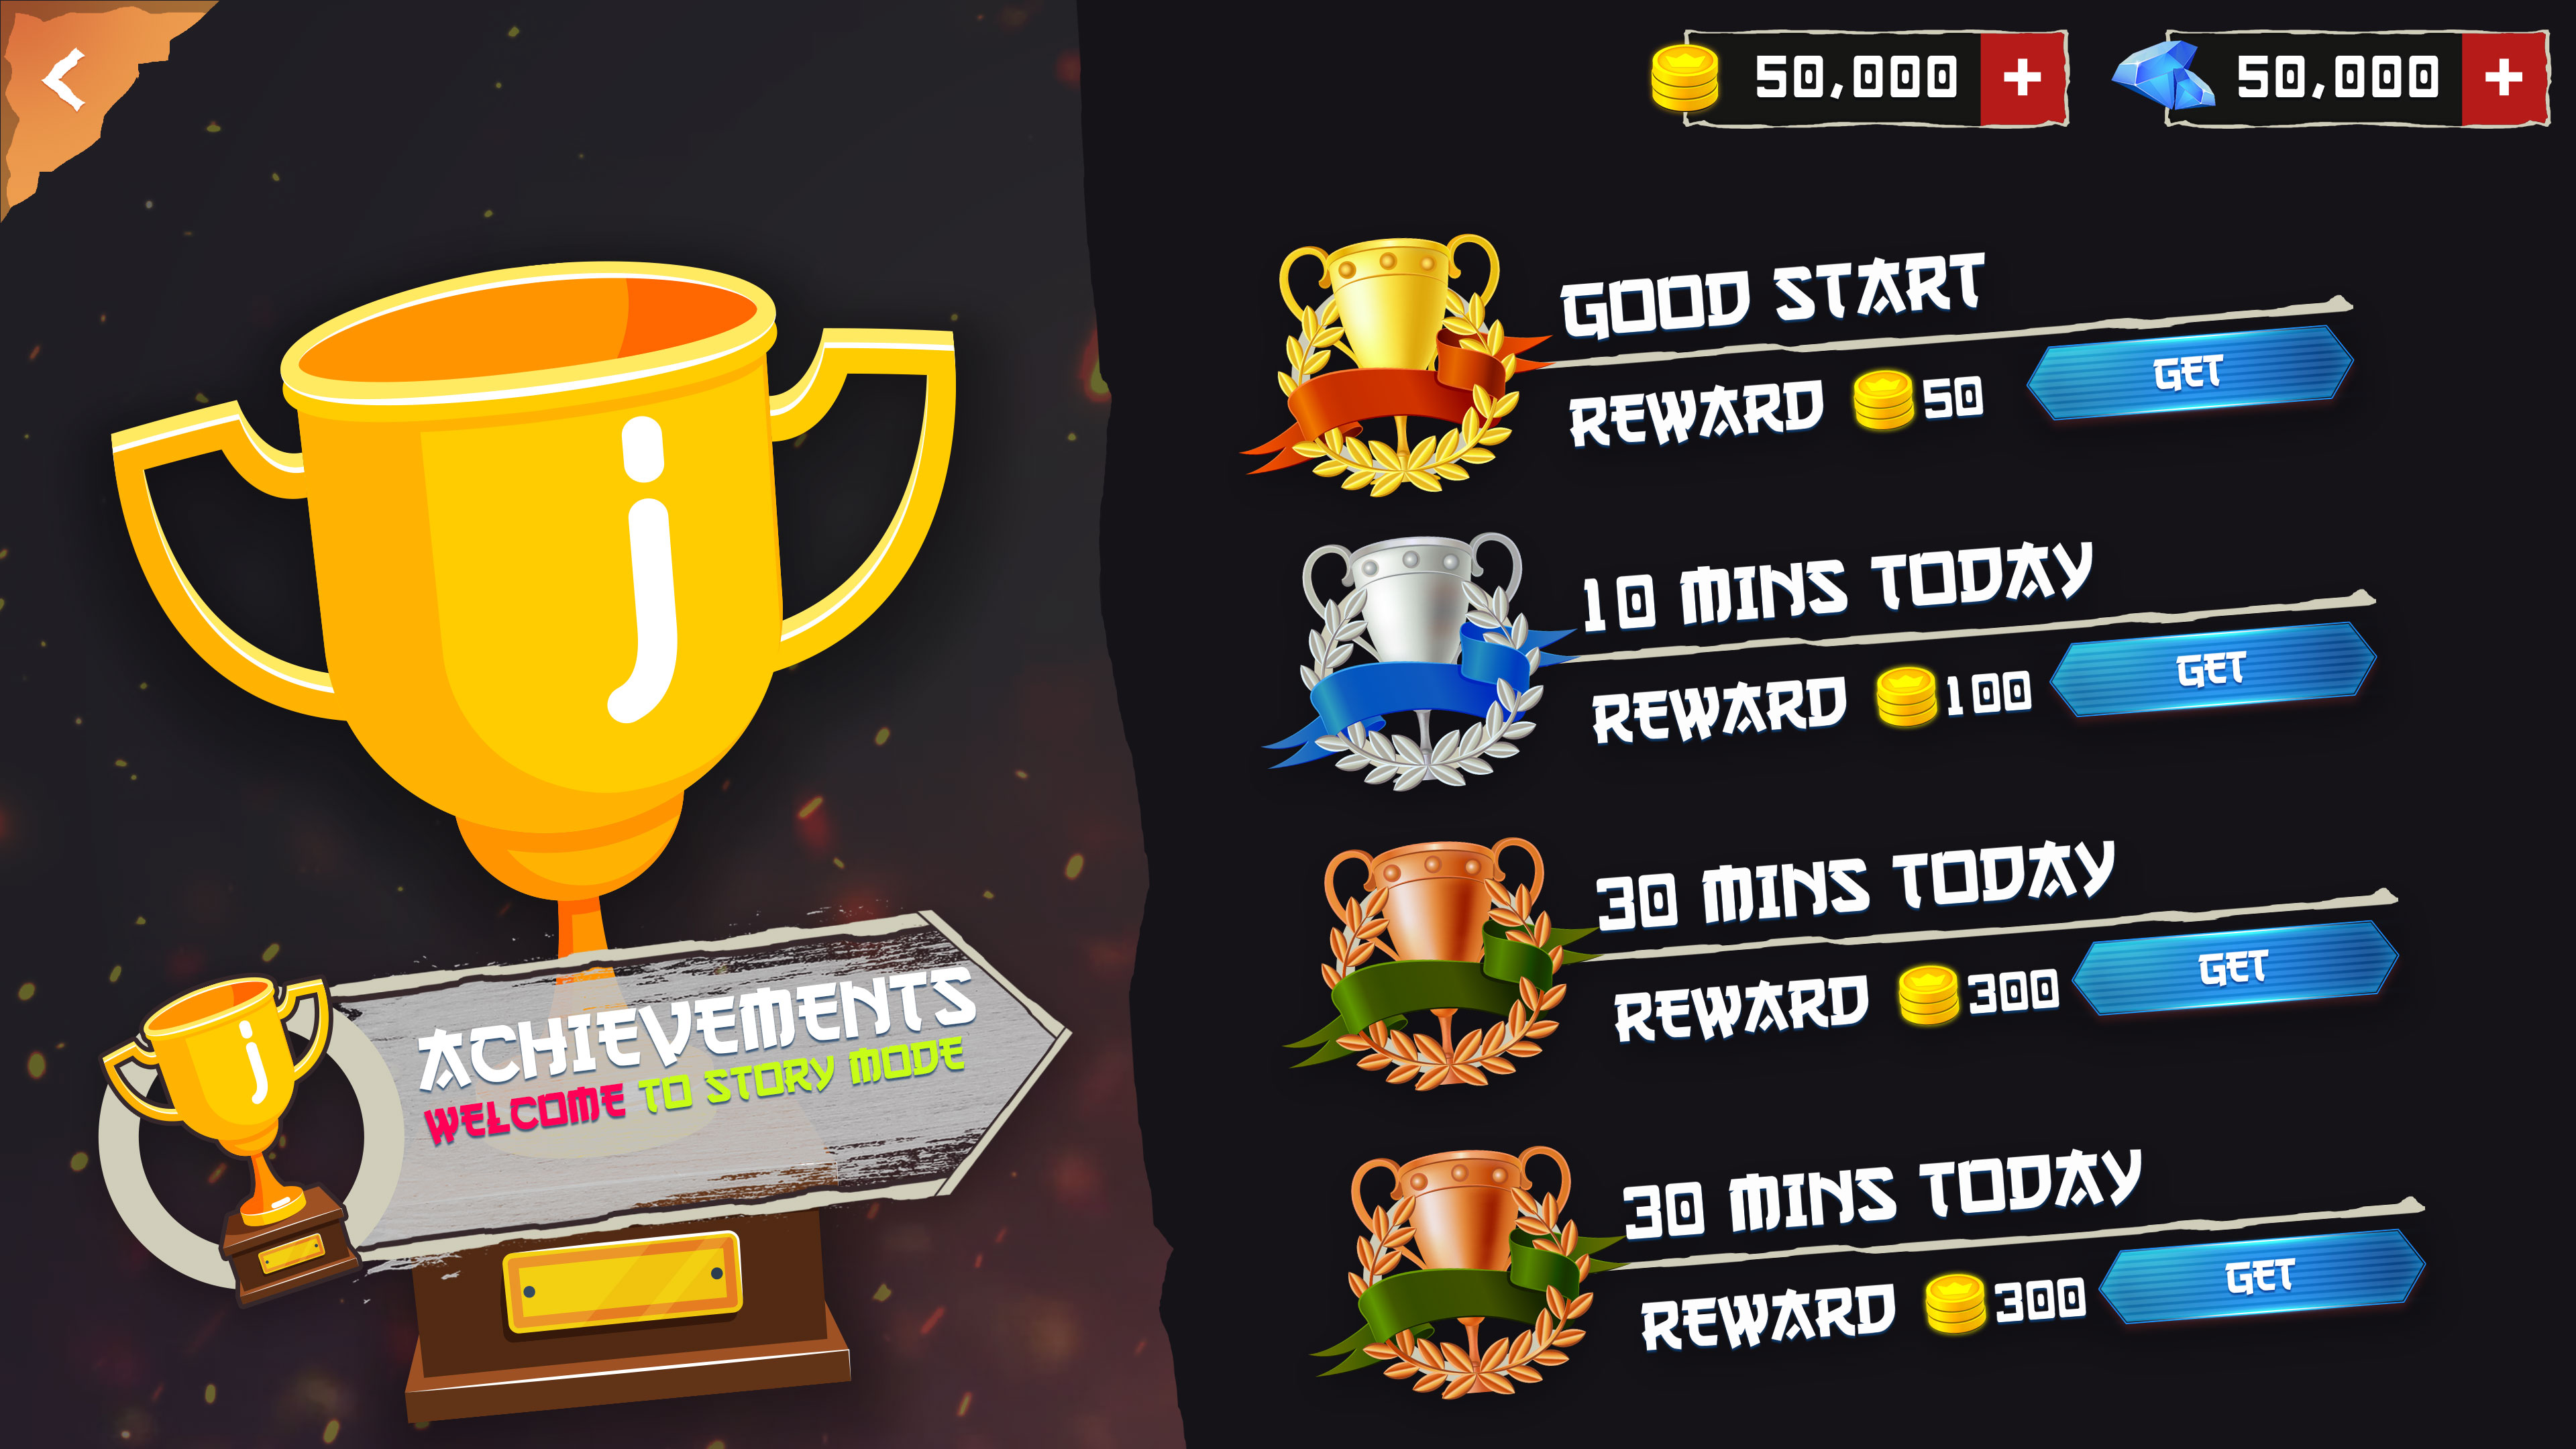 50,000 +
50,000 +
GOOD START
REWARD 50
GET
10 MINS TODAY
REWARD 100
GET
30 MINS TODAY
REWARD 300
GET
30 MINS TODAY
REWARD 300
GET
ACHIEVEMENTS
WELCOME TO STORY MODE